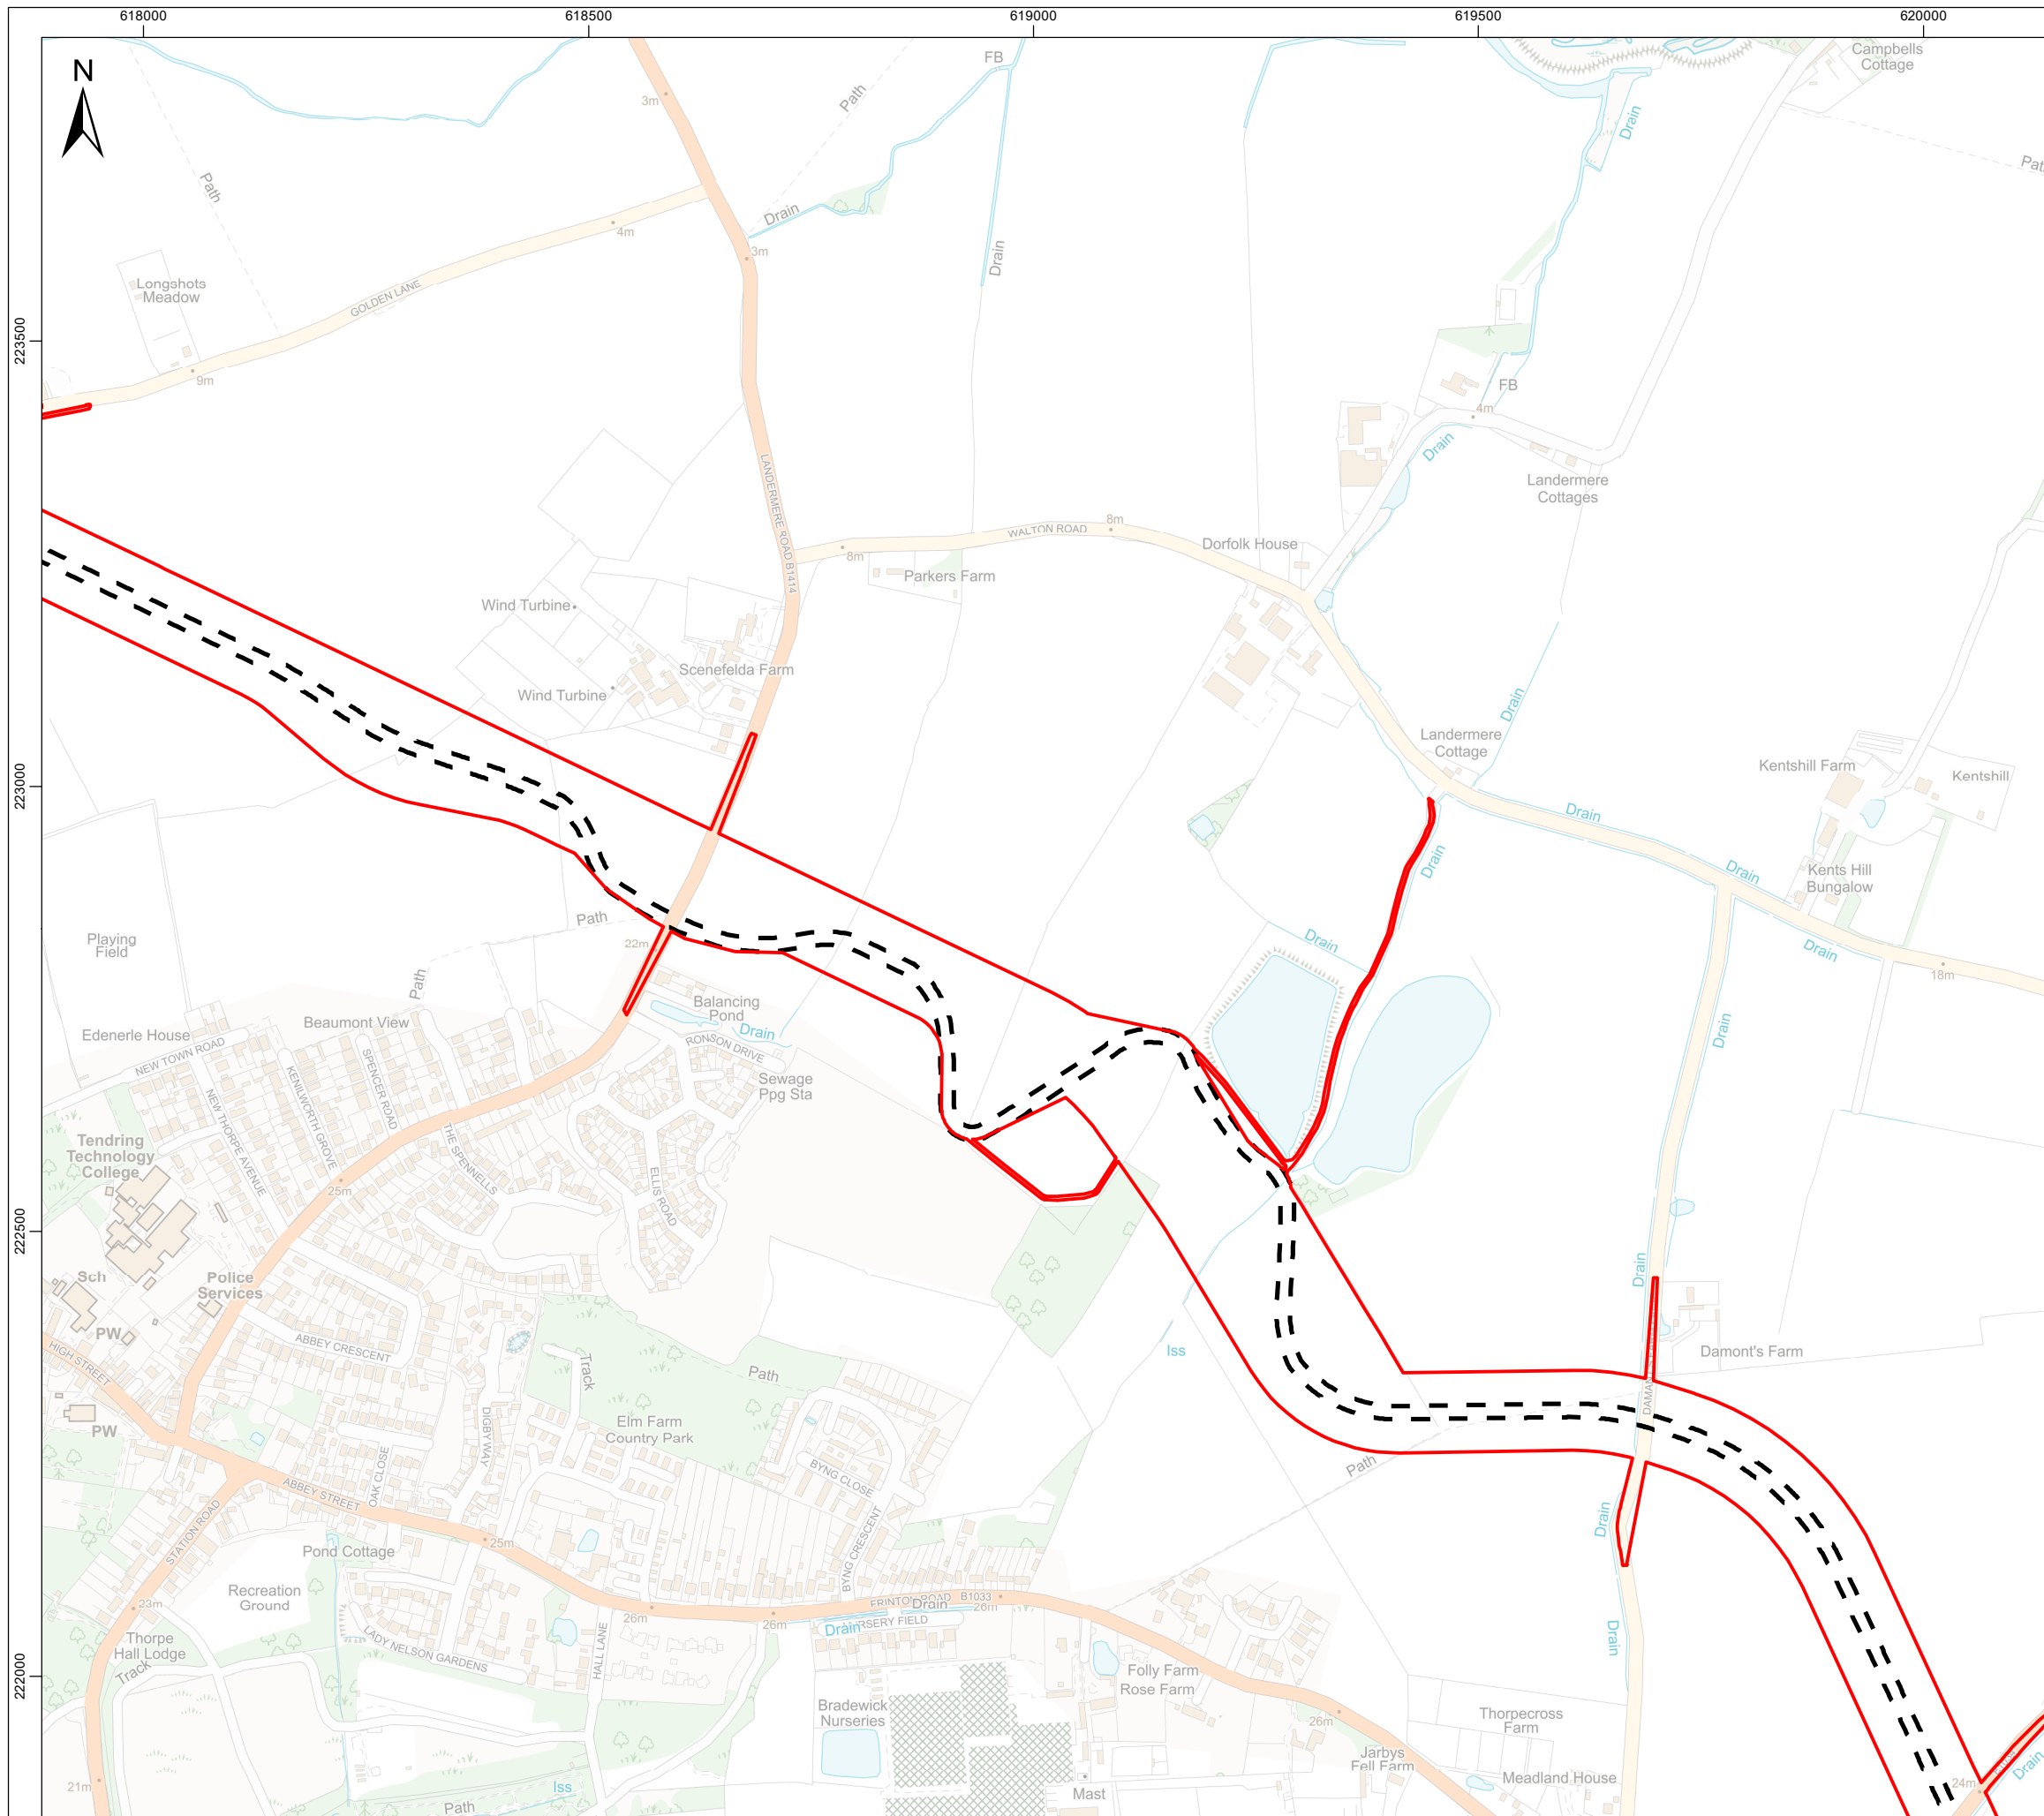 618000
618500
619000
619500
620000
N
223500
223000
222500
222000
Campbells
Cottage
FB
3m
Path
Drain
Path
4m
Drain
3m
Drain
Longshots
Meadow
GOLDEN LANE
9m
FB
4m
Drain
LANDERMERE ROAD B1414
Landermere
Cottages
8m
WALTON ROAD
8m
Dorfolk House
Parkers Farm
Wind Turbine
Scenefelda Farm
Wind Turbine
Drain
Landermere
Cottage
Kentshill Farm
Kentshill
Drain
Drain
Drain
Kents Hill
Bungalow
Path
Drain
Drain
18m
22m
Playing
Field
Path
Balancing
Pond
Drain
Drain
Edenerle House
Beaumont View
NEW TOWN ROAD
RONSON DRIVE
SPENCER ROAD
KENILWORTH GROVE
NEW THORPE AVENUE
Sewage
Ppg Sta
THE SPENNELLS
ELLIS ROAD
Tendring
Technology
College
25m
Sch
Police
Services
Drain
PW
HIGH STREET
ABBEY CRESCENT
Track
Path
Iss
Damont's Farm
PW
DIGBY WAY
Elm Farm
Country Park
OAK CLOSE
BYNG CLOSE
Path
ABBEY STREET
STATION ROAD
25m
BYNG CRESCENT
Drain
Pond Cottage
Recreation
Ground
23m
FRINTON ROAD
B1033
Drain
26m
26m
26m
Drain
RSERY FIELD
Drain
Thorpe
Hall Lodge
Track
LADY NELSON GARDENS
HALL LANE
Folly Farm
Rose Farm
Bradewick
Nurseries
26m
Thorpecross
Farm
Jarbys
Fell Farm
Meadland House
24m
Drain
21m
Iss
Path
Mast